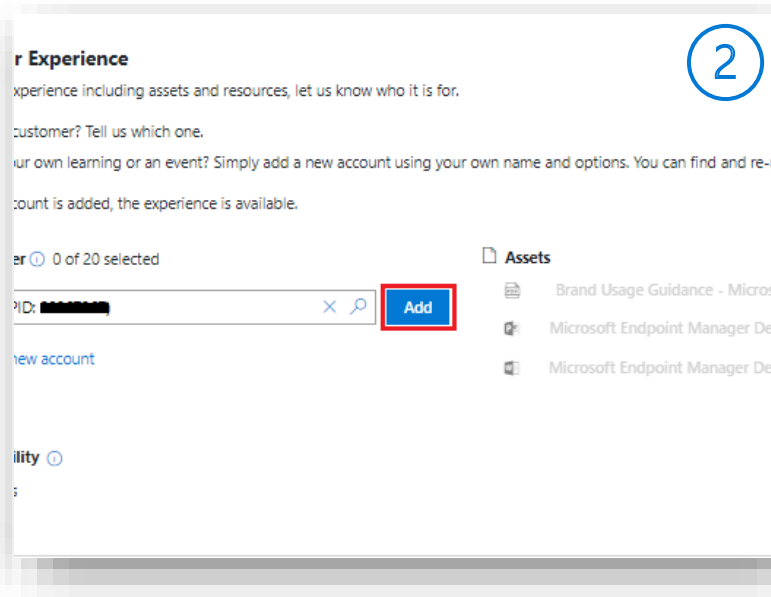 r Experience
2
xperience including assets and resources, let us know who it is for.
customer? Tell us which one.
ur own learning or an event? Simply add a new account using your own name and options. You can find and re-
count is added, the experience is available.
er 0 of 20 selected
Assets
PID:
Add
Brand Usage Guidance - Micros
Microsoft Endpoint Manager De
new account
Microsoft Endpoint Manager De
ility
s